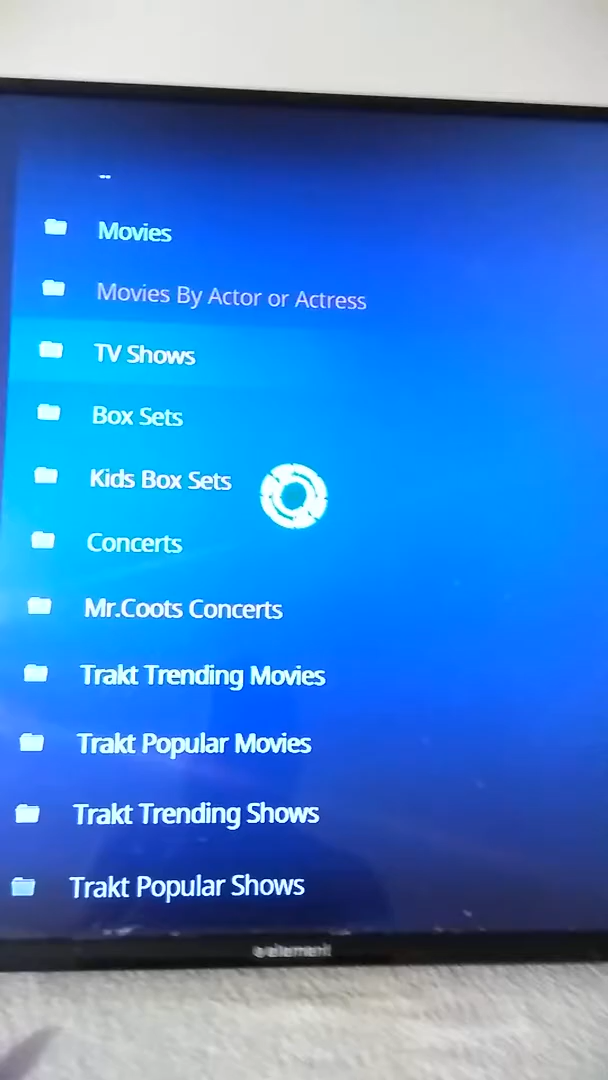 ..
Movies
Movies By Actor or Actress
TV Shows
Box Sets
Kids Box Sets
Concerts
Mr.Coots Concerts
Trakt Trending Movies
Trakt Popular Movies
Trakt Trending Shows
Trakt Popular Shows
element